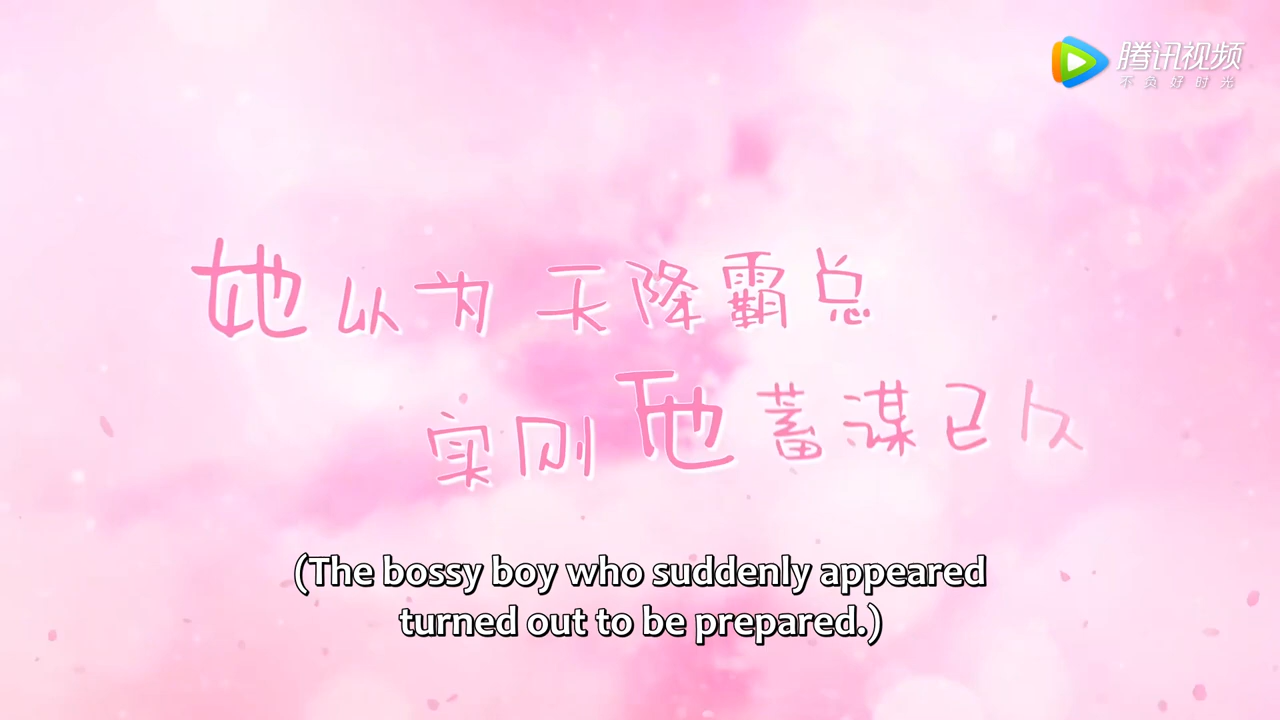 腾讯视频
不负好时光
她以为天降霸总
实则他蓄谋已久
(The bossy boy who suddenly appeared
turned out to be prepared.)